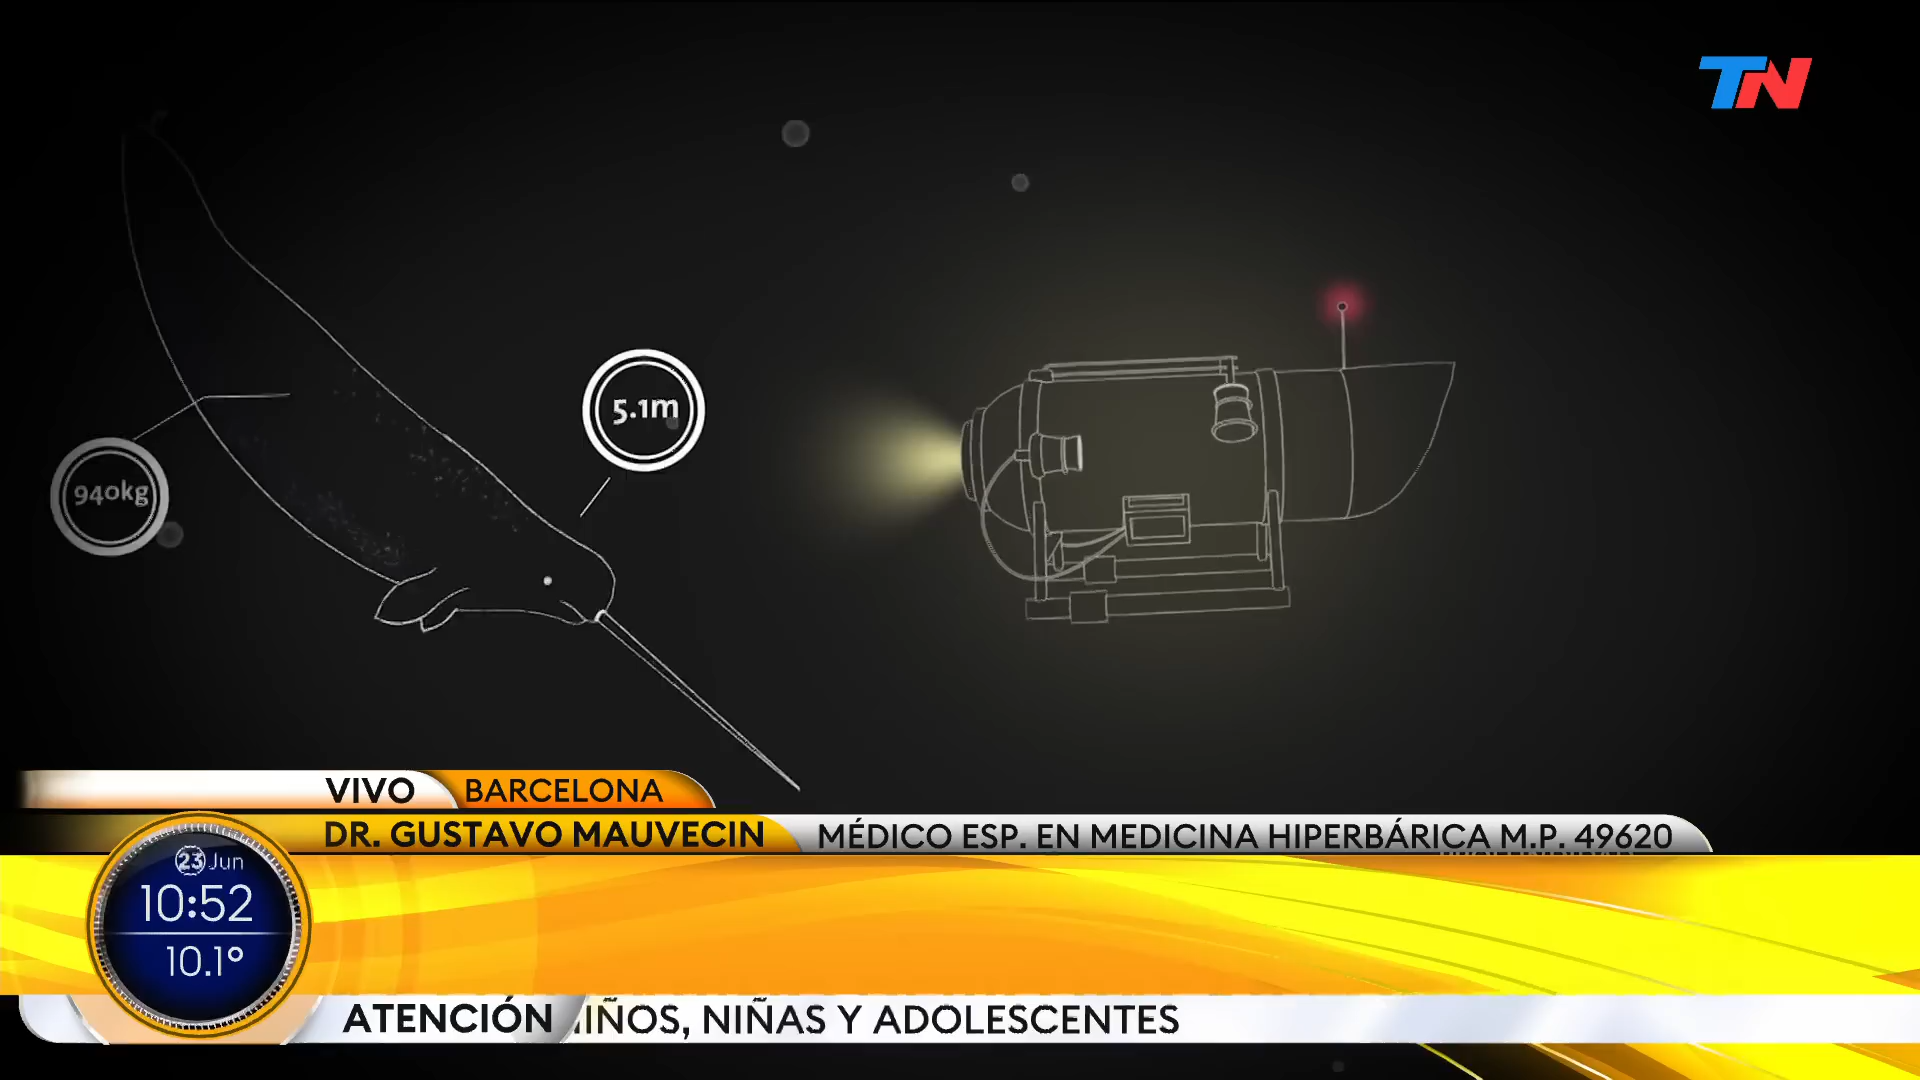 TN
5.1m
940kg
VIVO BARCELONA
DR. GUSTAVO MAUVECIN MÉDICO ESP. EN MEDICINA HIPERBÁRICA M.P. 49620
23 Jun
10:52
10.1°
ATENCIÓN IÑOS, NIÑAS Y ADOLESCENTES